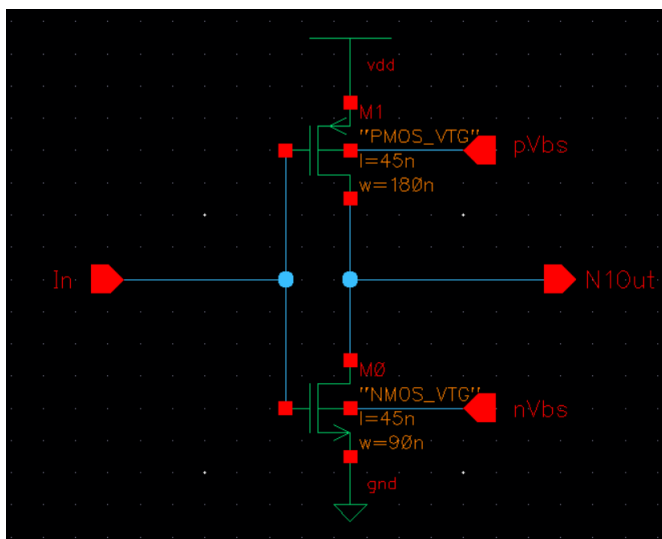 vdd
M1
"PMOS_VTG"
l=45n
w=180n
pVbs
In
N1Out
M0
"NMOS_VTG"
l=45n
w=90n
nVbs
gnd